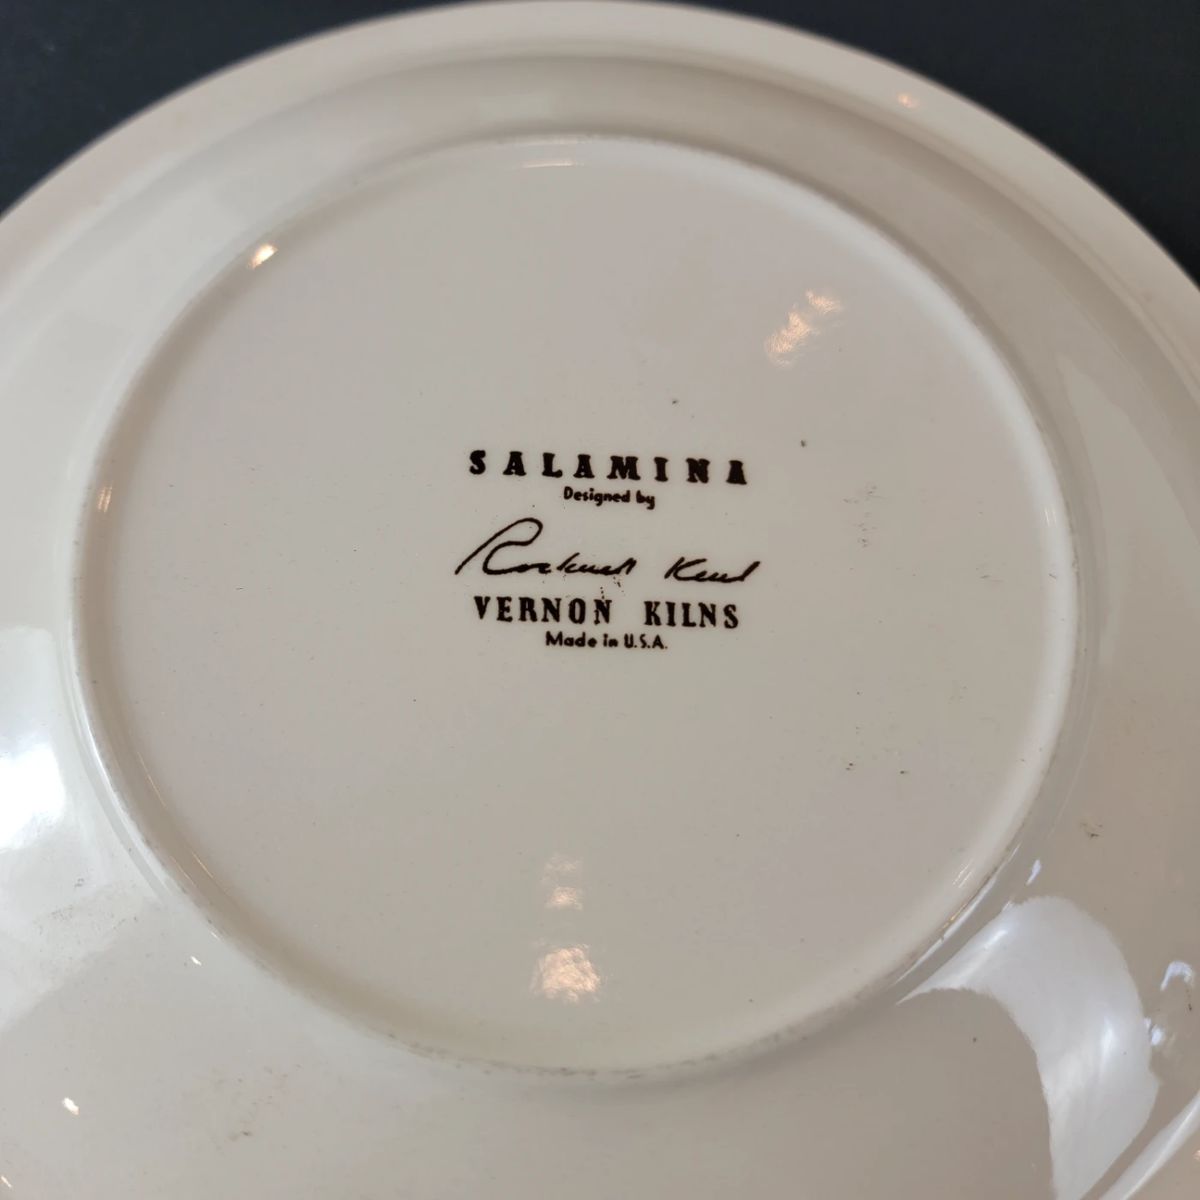 SALAMINA
Designed by
Rockwell Kent
VERNON KILNS
Made in U.S.A.